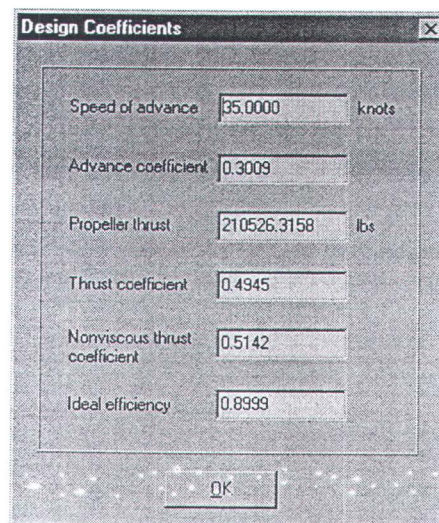 Design Coefficients
Speed of advance 35.0000 knots
Advance coefficient 0.3009
Propeller thrust 210526.3158 lbs
Thrust coefficient 0.4945
Nonviscous thrust
coefficient 0.5142
Ideal efficiency 0.8999
OK